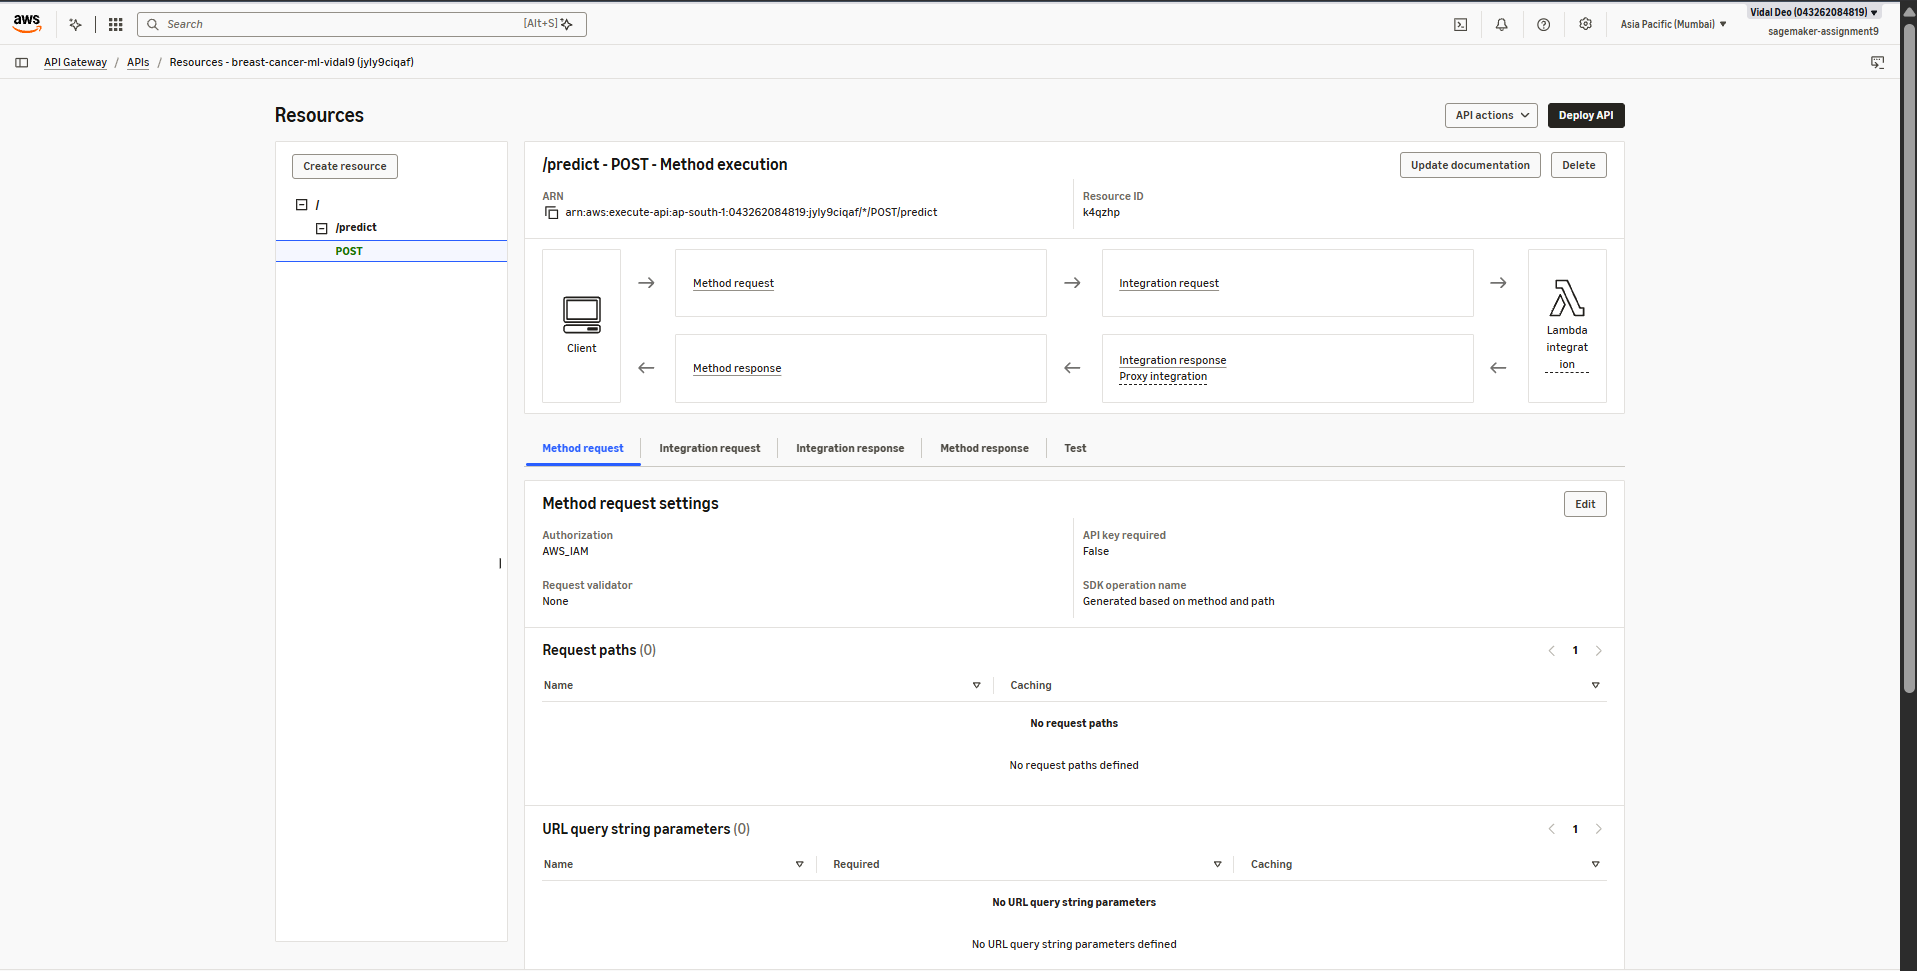 aws
Search [Alt+S]
Asia Pacific (Mumbai)
Vidal Deo (043262084819)
sagemaker-assignment9
API Gateway / APIs / Resources - breast-cancer-ml-vidal9 (jyly9ciqaf)
Resources
API actions
Deploy API
Create resource
/
/predict
POST
/predict - POST - Method execution
Update documentation
Delete
ARN
arn:aws:execute-api:ap-south-1:043262084819:jyly9ciqaf/*/POST/predict
Resource ID
k4qzhp
Client
Method request
Integration request
Method response
Integration response
Proxy integration
Lambda
integrat
ion
Method request
Integration request
Integration response
Method response
Test
Method request settings
Edit
Authorization
AWS_IAM
API key required
False
Request validator
None
SDK operation name
Generated based on method and path
Request paths (0)
1
Name
Caching
No request paths
No request paths defined
URL query string parameters (0)
1
Name
Required
Caching
No URL query string parameters
No URL query string parameters defined